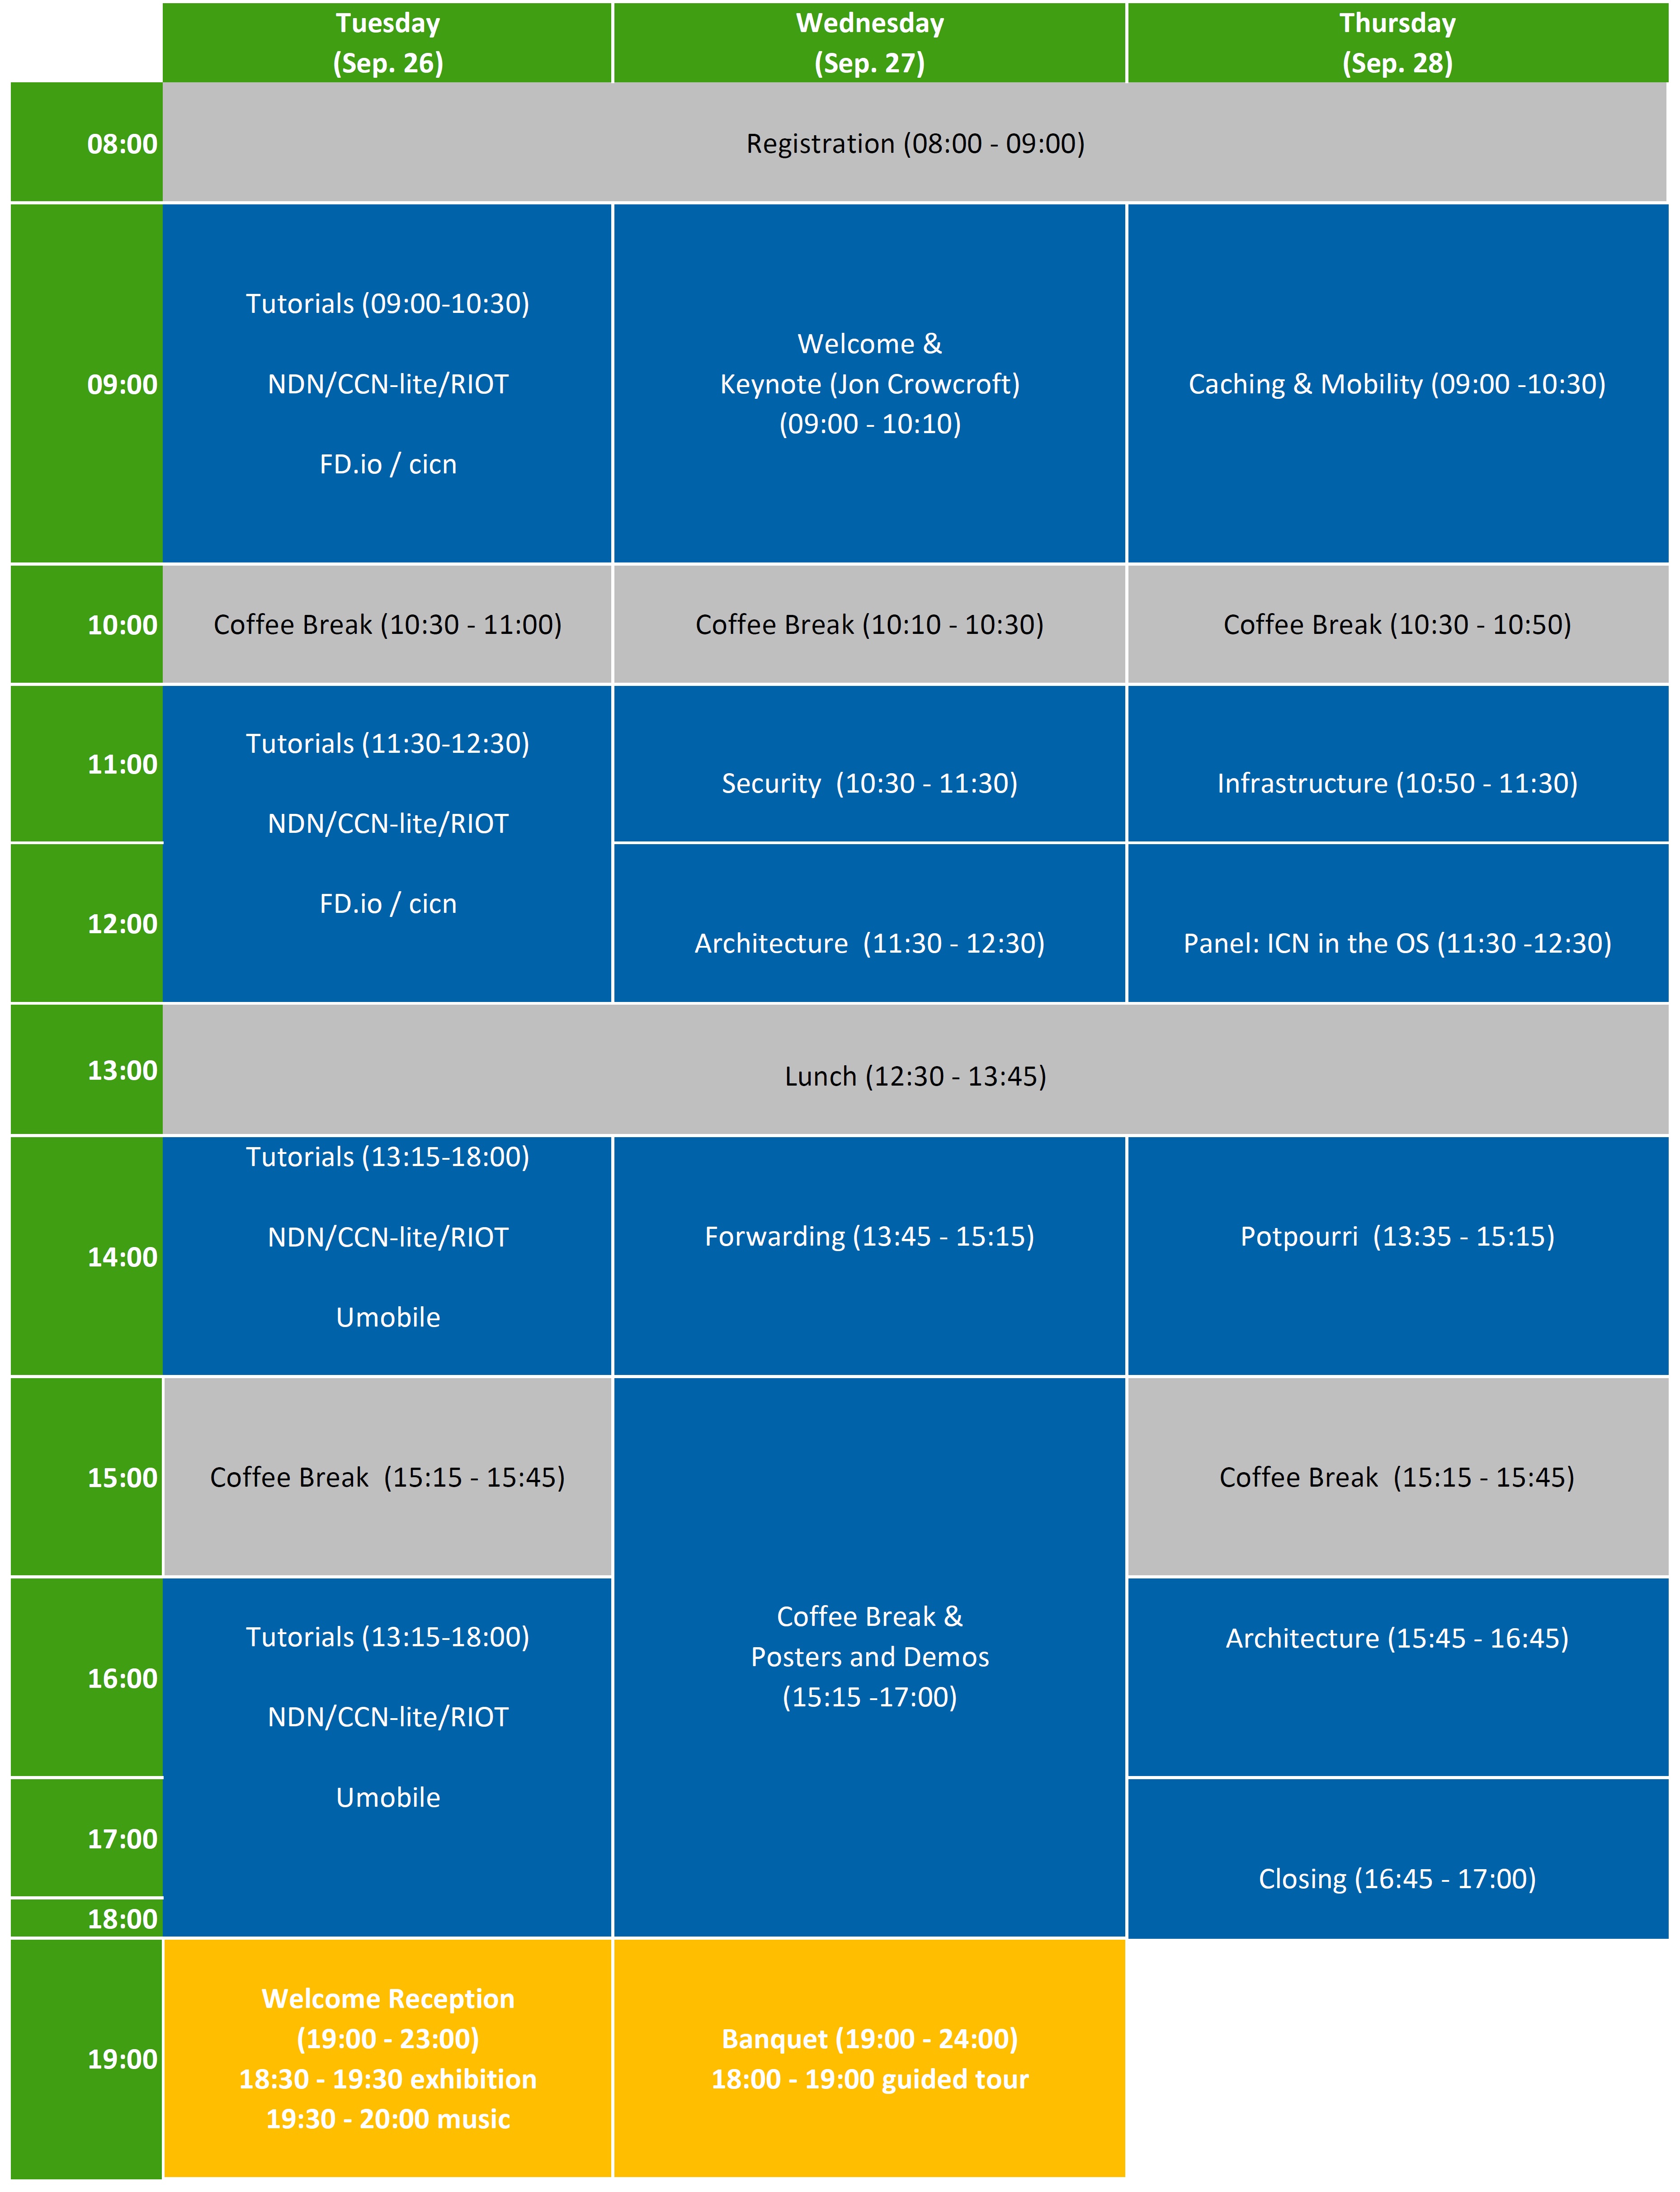 Tuesday
(Sep. 26)
Wednesday
(Sep. 27)
Thursday
(Sep. 28)
08:00
Registration (08:00 - 09:00)
09:00
Tutorials (09:00-10:30)
NDN/CCN-lite/RIOT
FD.io / cicn
Welcome &
Keynote (Jon Crowcroft)
(09:00 - 10:10)
Caching & Mobility (09:00 -10:30)
10:00
Coffee Break (10:30 - 11:00)
Coffee Break (10:10 - 10:30)
Coffee Break (10:30 - 10:50)
11:00
Tutorials (11:30-12:30)
NDN/CCN-lite/RIOT
FD.io / cicn
Security  (10:30 - 11:30)
Infrastructure (10:50 - 11:30)
12:00
Architecture  (11:30 - 12:30)
Panel: ICN in the OS (11:30 -12:30)
13:00
Lunch (12:30 - 13:45)
14:00
Tutorials (13:15-18:00)
NDN/CCN-lite/RIOT
Umobile
Forwarding (13:45 - 15:15)
Potpourri  (13:35 - 15:15)
15:00
Coffee Break  (15:15 - 15:45)
Coffee Break &
Posters and Demos
(15:15 -17:00)
Coffee Break  (15:15 - 15:45)
16:00
Tutorials (13:15-18:00)
NDN/CCN-lite/RIOT
Umobile
Architecture (15:45 - 16:45)
17:00
Closing (16:45 - 17:00)
18:00
19:00
Welcome Reception
(19:00 - 23:00)
18:30 - 19:30 exhibition
19:30 - 20:00 music
Banquet (19:00 - 24:00)
18:00 - 19:00 guided tour